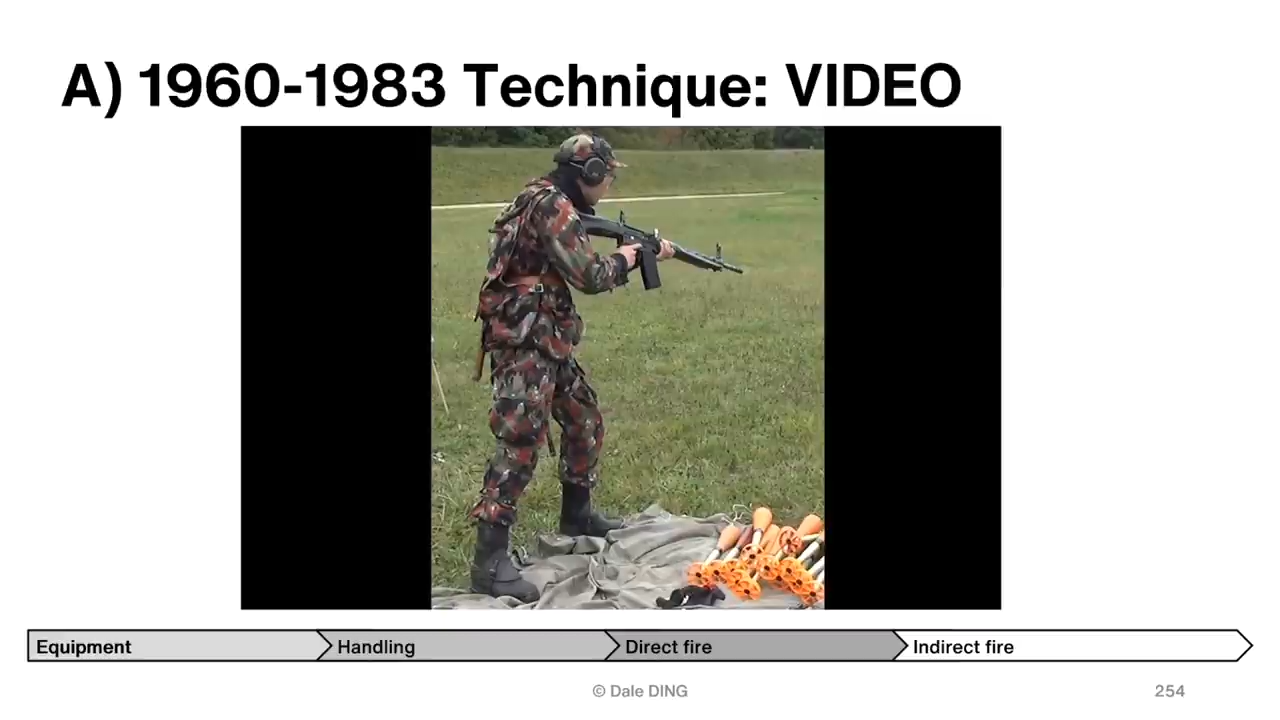 A) 1960-1983 Technique: VIDEO
Equipment
Handling
Direct fire
Indirect fire
© Dale DING
254